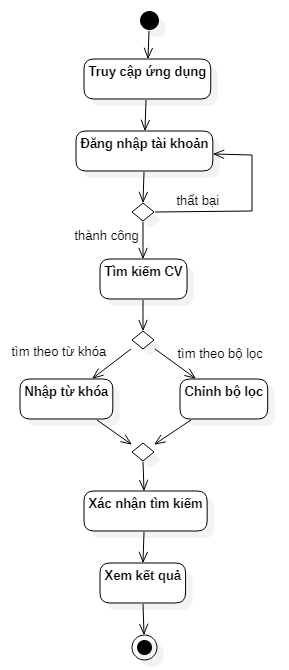 Truy cập ứng dụng
Đăng nhập tài khoản
thất bại
thành công
Tìm kiếm CV
tìm theo từ khóa
tìm theo bộ lọc
Nhập từ khóa
Chỉnh bộ lọc
Xác nhận tìm kiếm
Xem kết quả